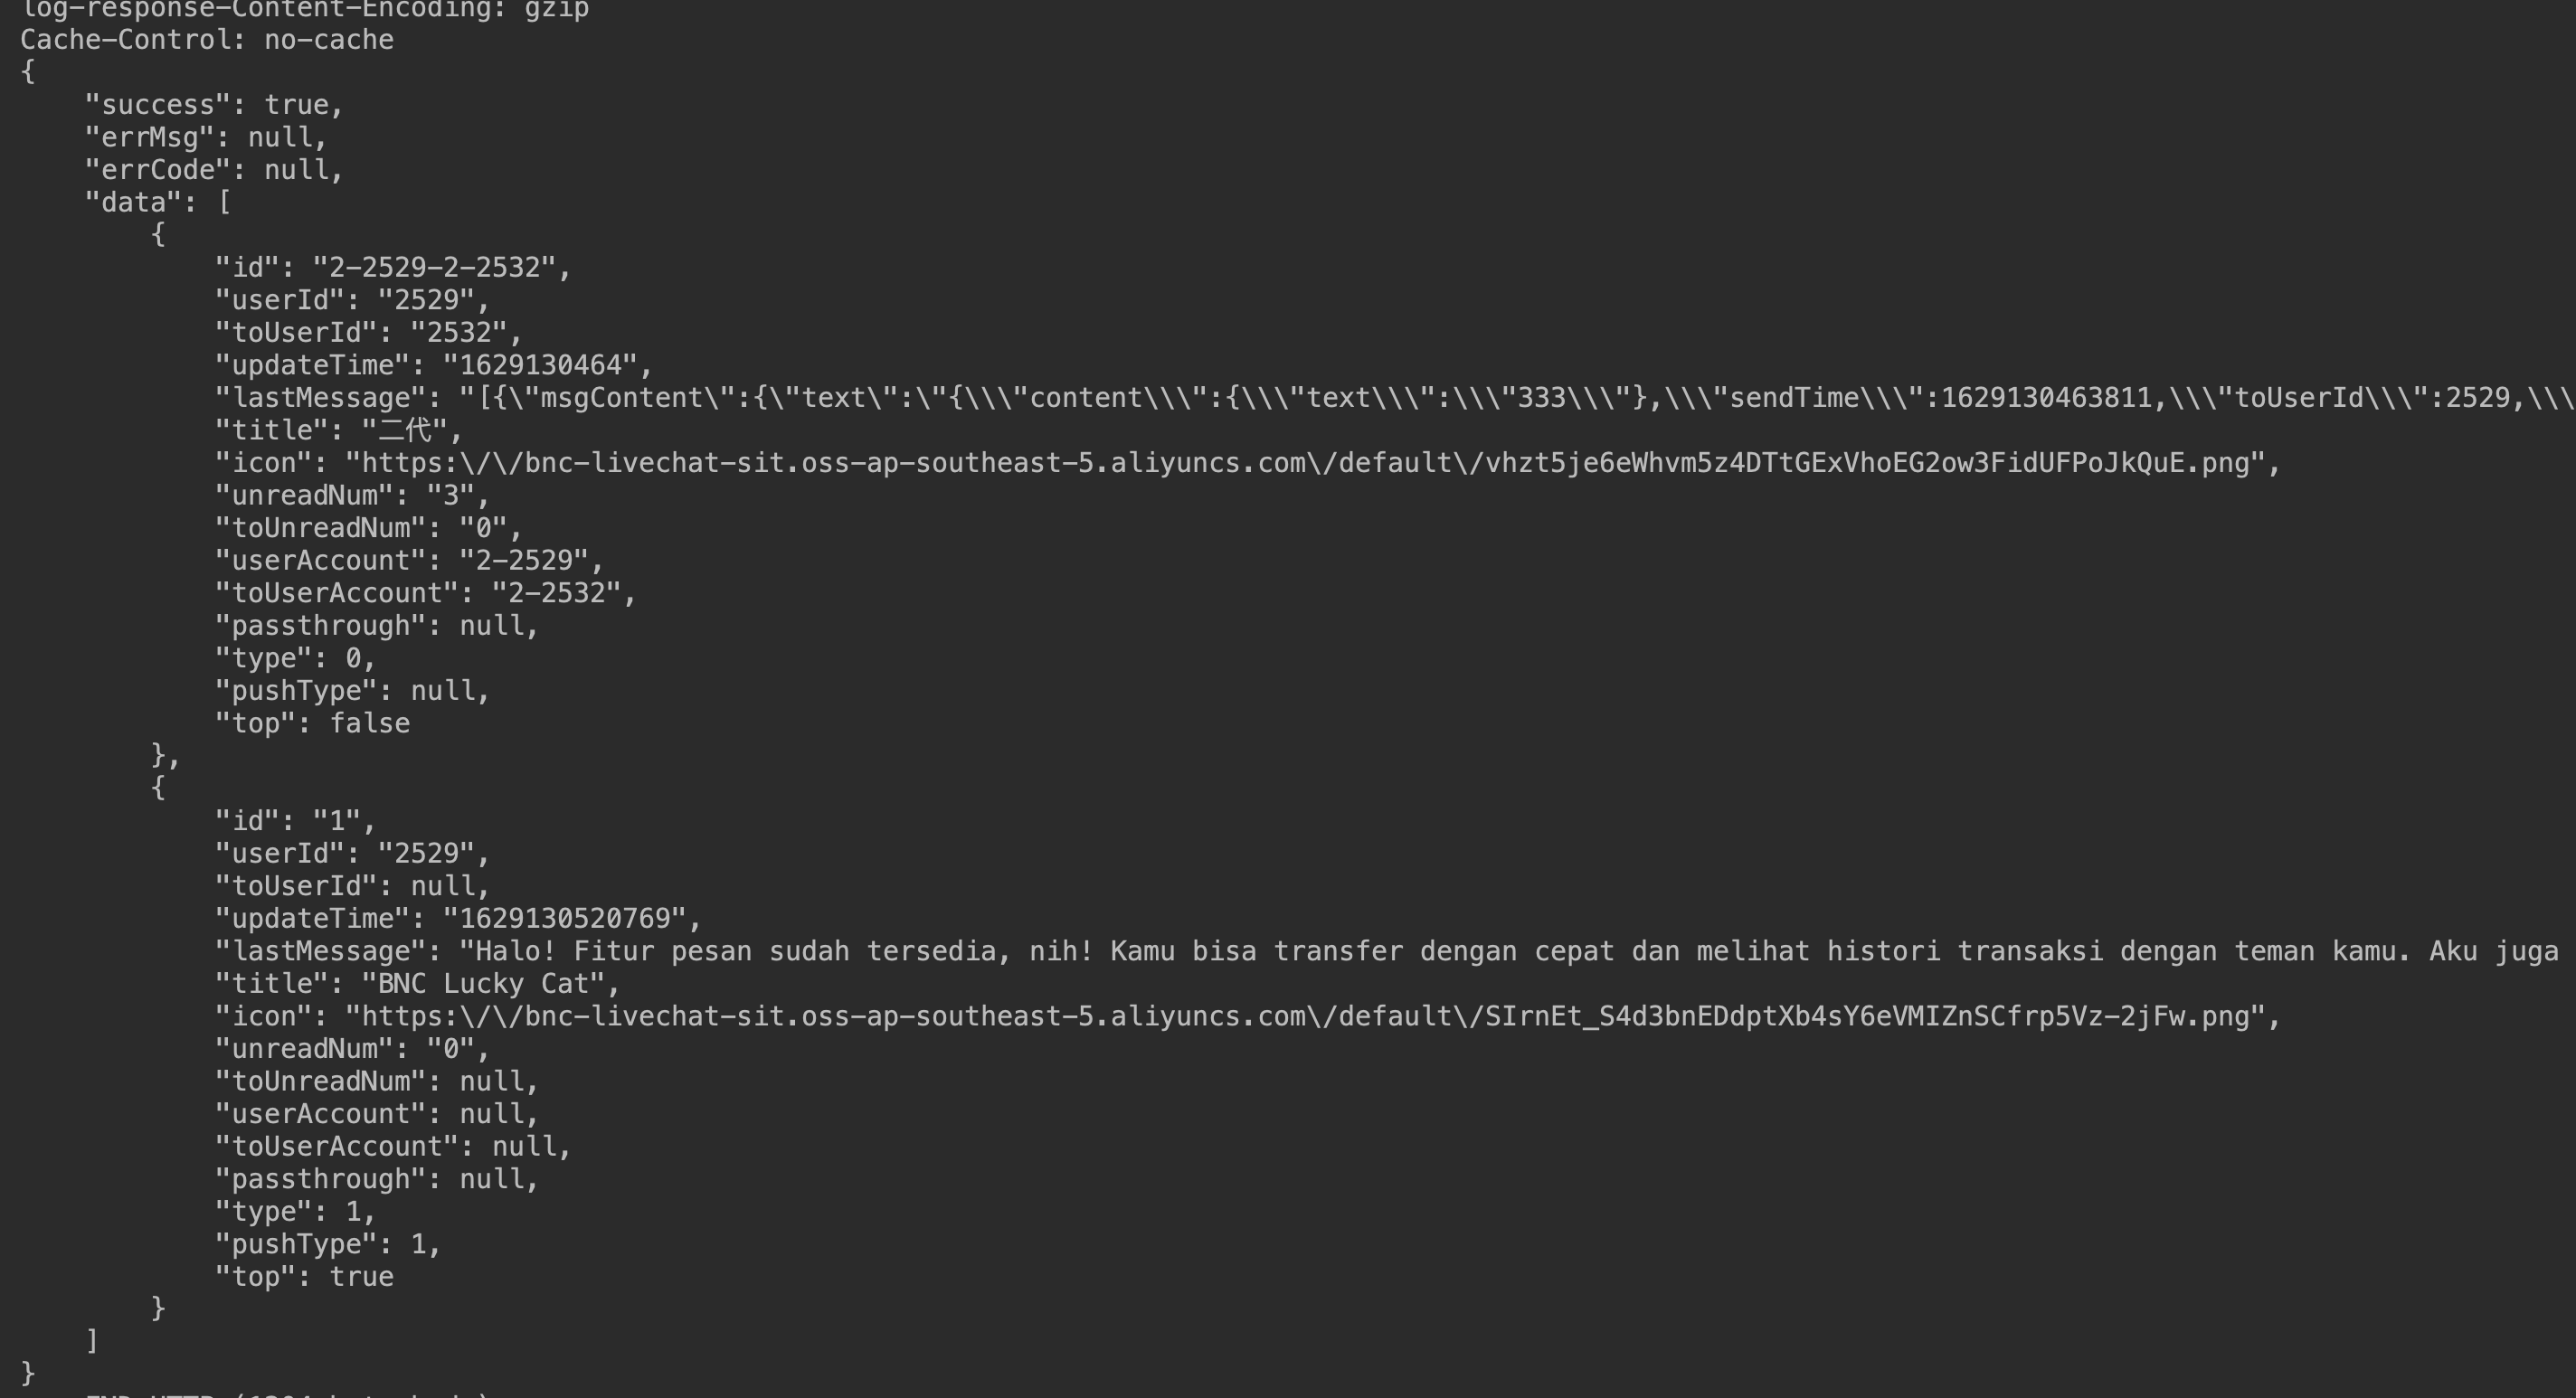 log-response-Content-Encoding: gzip
Cache-Control: no-cache
{
    "success": true,
    "errMsg": null,
    "errCode": null,
    "data": [
        {
            "id": "2-2529-2-2532",
            "userId": "2529",
            "toUserId": "2532",
            "updateTime": "1629130464",
            "lastMessage": "[{\"msgContent\":{\"text\":\"{\\\"content\\\":{\\\"text\\\":\\\"333\\\"},\\\"sendTime\\\":1629130463811,\\\"toUserId\\\":2529,\\\
            "title": "二代",
            "icon": "https:\/\/bnc-livechat-sit.oss-ap-southeast-5.aliyuncs.com\/default\/vhzt5je6eWhvm5z4DTtGExVhoEG2ow3FidUFPoJkQuE.png",
            "unreadNum": "3",
            "toUnreadNum": "0",
            "userAccount": "2-2529",
            "toUserAccount": "2-2532",
            "passthrough": null,
            "type": 0,
            "pushType": null,
            "top": false
        },
        {
            "id": "1",
            "userId": "2529",
            "toUserId": null,
            "updateTime": "1629130520769",
            "lastMessage": "Halo! Fitur pesan sudah tersedia, nih! Kamu bisa transfer dengan cepat dan melihat histori transaksi dengan teman kamu. Aku juga
            "title": "BNC Lucky Cat",
            "icon": "https:\/\/bnc-livechat-sit.oss-ap-southeast-5.aliyuncs.com\/default\/SIrnEt_S4d3bnEDdptXb4sY6eVMIZnSCfrp5Vz-2jFw.png",
            "unreadNum": "0",
            "toUnreadNum": null,
            "userAccount": null,
            "toUserAccount": null,
            "passthrough": null,
            "type": 1,
            "pushType": 1,
            "top": true
        }
    ]
}